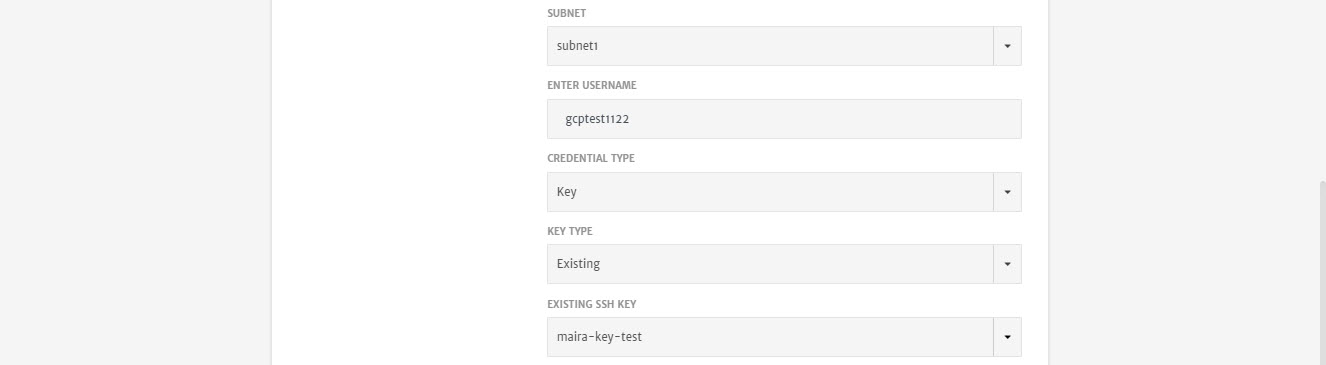 SUBNET
subnet1
ENTER USERNAME
gcptest1122
CREDENTIAL TYPE
Key
KEY TYPE
Existing
EXISTING SSH KEY
maira-key-test